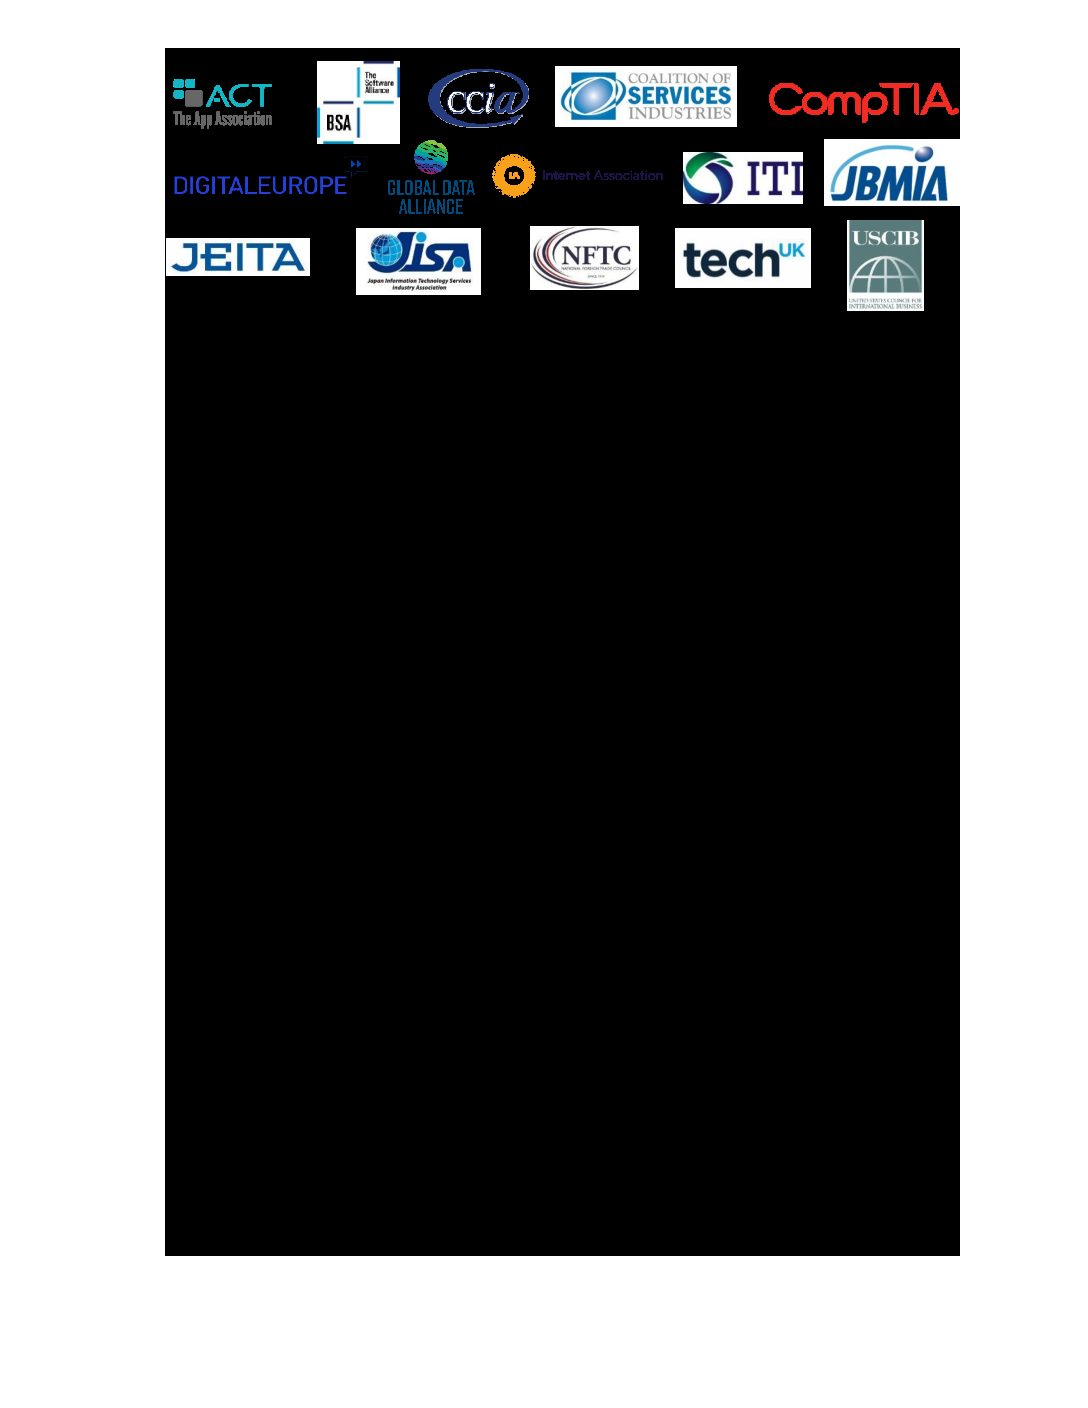 ACT
The App Association
The
Software
Alliance
BSA
ccia
COALITION OF
SERVICES
INDUSTRIES
CompTIA.
DIGITALEUROPE
GLOBAL DATA
ALLIANCE
IA Internet Association
ITI
JBMIA
JEITA
JISA
Japan Information Technology Services
Industry Association
NFTC
NATIONAL FOREIGN TRADE COUNCIL
SINCE 1914
techUK
USCIB
UNITED STATES COUNCIL FOR
INTERNATIONAL BUSINESS